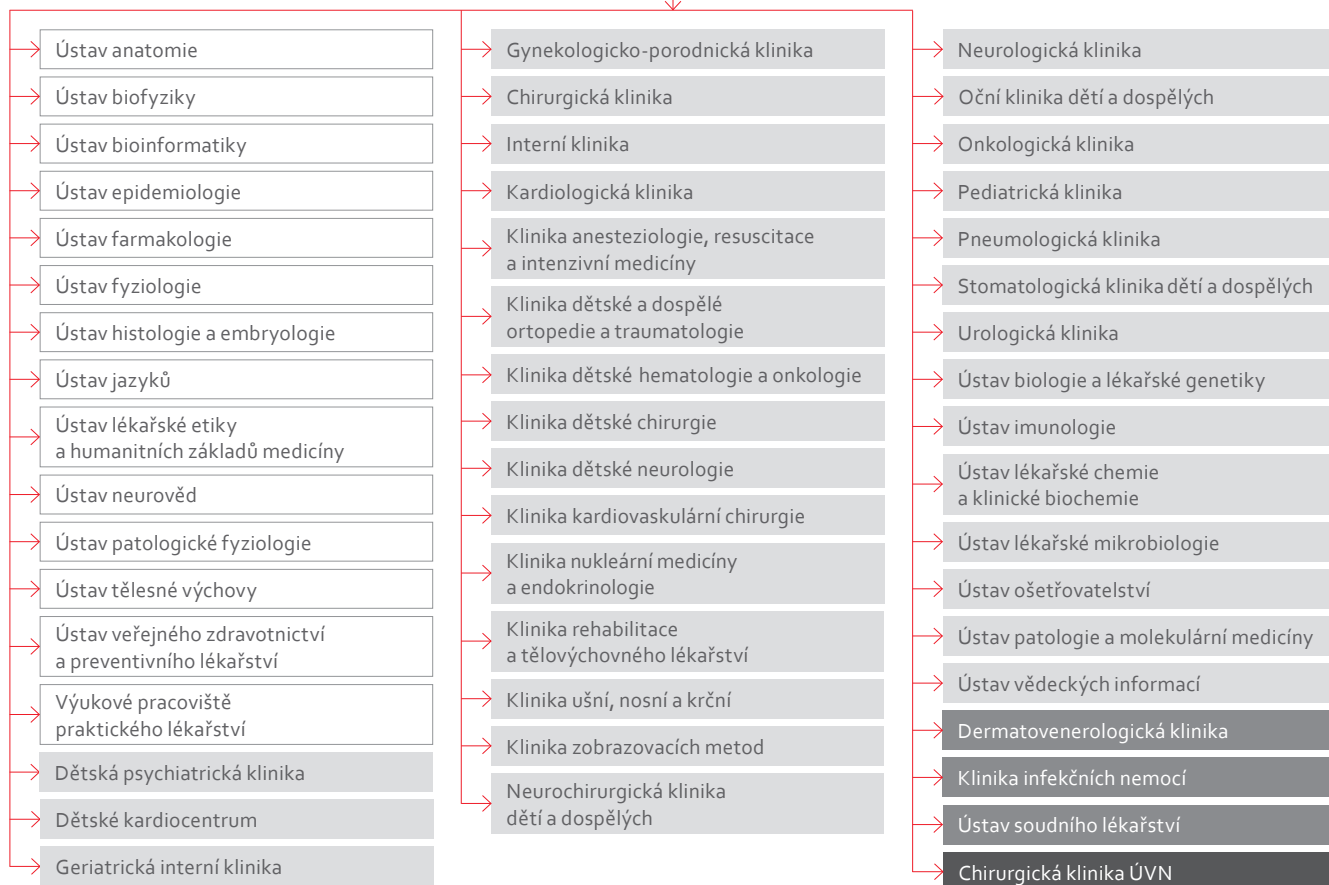 Ústav anatomie
Ústav biofyziky
Ústav bioinformatiky
Ústav epidemiologie
Ústav farmakologie
Ústav fyziologie
Ústav histologie a embryologie
Ústav jazyků
Ústav lékařské etiky
a humanitních základů medicíny
Ústav neurověd
Ústav patologické fyziologie
Ústav tělesné výchovy
Ústav veřejného zdravotnictví
a preventivního lékařství
Výukové pracoviště
praktického lékařství
Dětská psychiatrická klinika
Dětské kardiocentrum
Geriatrická interní klinika
Gynekologicko-porodnická klinika
Chirurgická klinika
Interní klinika
Kardiologická klinika
Klinika anesteziologie, resuscitace
a intenzivní medicíny
Klinika dětské a dospělé
ortopedie a traumatologie
Klinika dětské hematologie a onkologie
Klinika dětské chirurgie
Klinika dětské neurologie
Klinika kardiovaskulární chirurgie
Klinika nukleární medicíny
a endokrinologie
Klinika rehabilitace
a tělovýchovného lékařství
Klinika ušní, nosní a krční
Klinika zobrazovacích metod
Neurochirurgická klinika
dětí a dospělých
Neurologická klinika
Oční klinika dětí a dospělých
Onkologická klinika
Pediatrická klinika
Pneumologická klinika
Stomatologická klinika dětí a dospělých
Urologická klinika
Ústav biologie a lékařské genetiky
Ústav imunologie
Ústav lékařské chemie
a klinické biochemie
Ústav lékařské mikrobiologie
Ústav ošetřovatelství
Ústav patologie a molekulární medicíny
Ústav vědeckých informací
Dermatovenerologická klinika
Klinika infekčních nemocí
Ústav soudního lékařství
Chirurgická klinika ÚVN